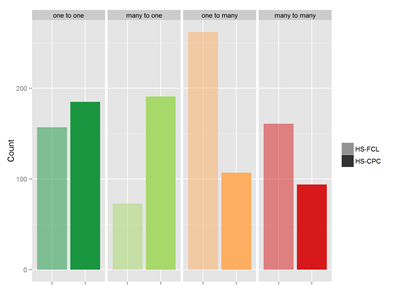 one to one many to one one to many many to many
200
100
0
Count
HS-FCL
HS-CPC